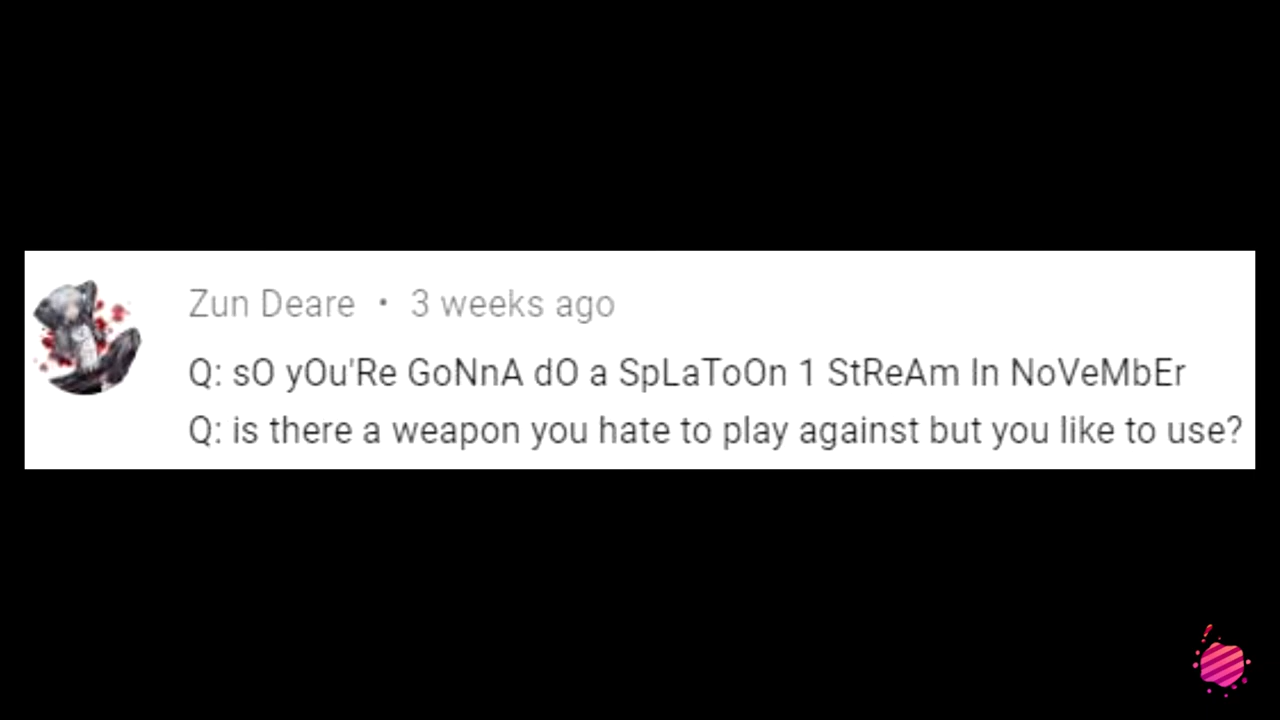 Zun Deare • 3 weeks ago
Q: sO yOu'Re GoNnA dO a SpLaToOn 1 StReAm In NoVeMbEr
Q: is there a weapon you hate to play against but you like to use?